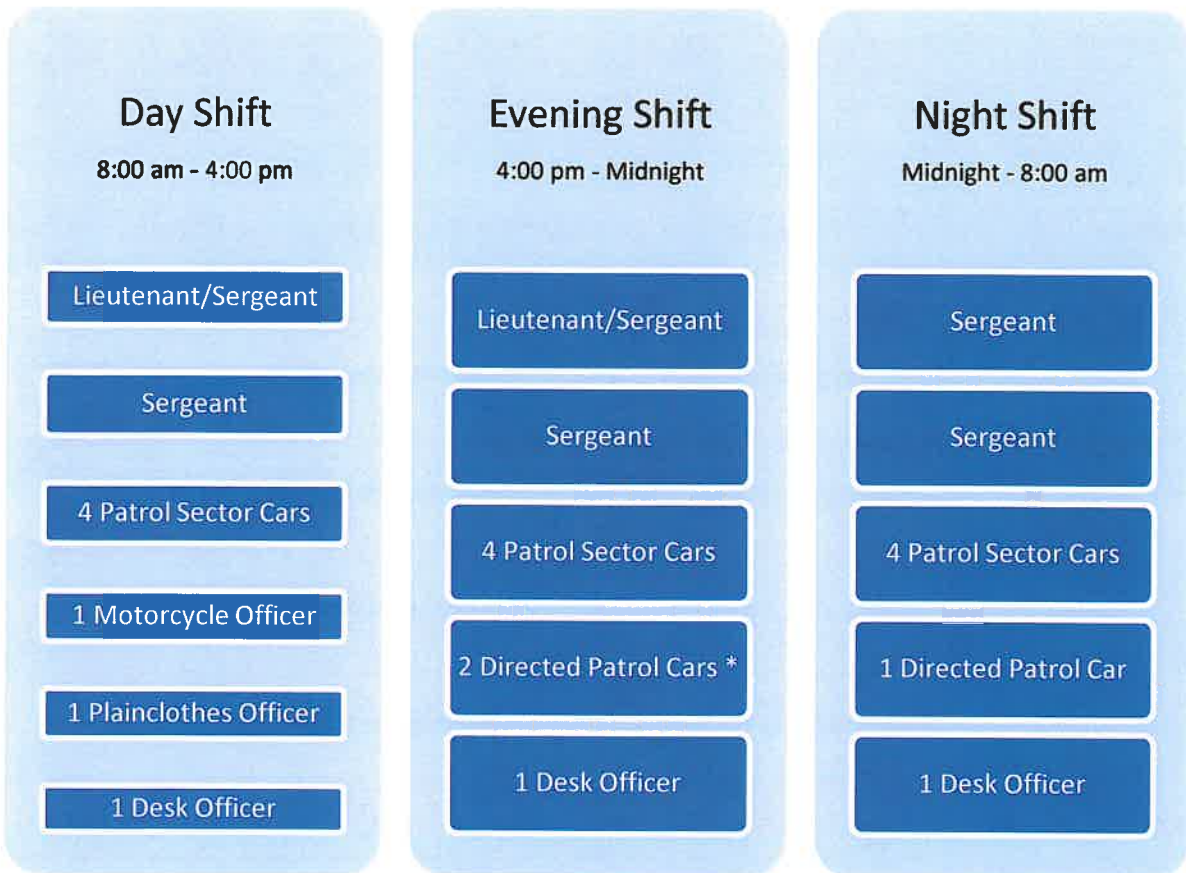 Day Shift
8:00 am - 4:00 pm
Lieutenant/Sergeant
Sergeant
4 Patrol Sector Cars
1 Motorcycle Officer
1 Plainclothes Officer
1 Desk Officer
Evening Shift
4:00 pm - Midnight
Lieutenant/Sergeant
Sergeant
4 Patrol Sector Cars
2 Directed Patrol Cars *
1 Desk Officer
Night Shift
Midnight - 8:00 am
Sergeant
Sergeant
4 Patrol Sector Cars
1 Directed Patrol Car
1 Desk Officer